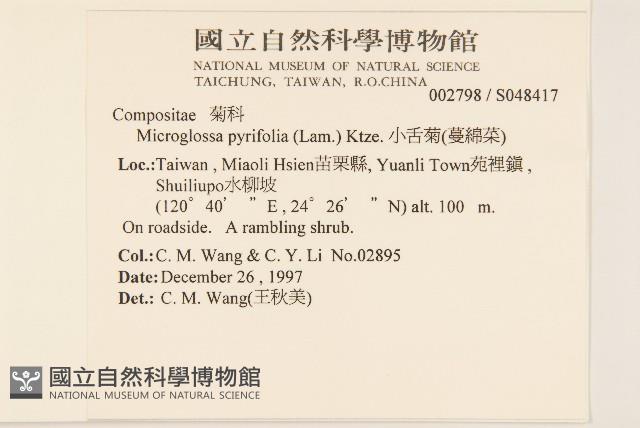 國立自然科學博物館
NATIONAL MUSEUM OF NATURAL SCIENCE
TAICHUNG, TAIWAN, R.O.CHINA
002798 / S048417
Compositae 菊科
Microglossa pyrifolia (Lam.) Ktze. 小舌菊(蔓綿菜)
Loc.:Taiwan , Miaoli Hsien苗栗縣, Yuanli Town苑裡鎮 ,
Shuiliupo水柳坡
(120° 40’ ” E , 24° 26’ ” N) alt. 100 m.
On roadside. A rambling shrub.
Col.: C. M. Wang & C. Y. Li No.02895
Date: December 26 , 1997
Det.: C. M. Wang(王秋美)
國立自然科學博物館
NATIONAL MUSEUM OF NATURAL SCIENCE